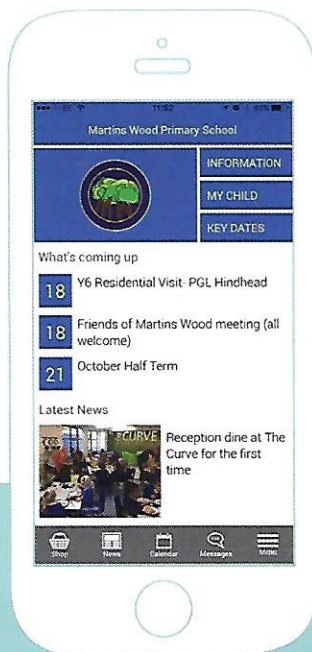 EE
11:52
61%
Martins Wood Primary School
INFORMATION
MY CHILD
KEY DATES
What's coming up
18 Y6 Residential Visit- PGL Hindhead
18 Friends of Martins Wood meeting (all
welcome)
21 October Half Term
Latest News
CURVE
Reception dine at The
Curve for the first
time
Shop
News
Calendar
Messages
Menu